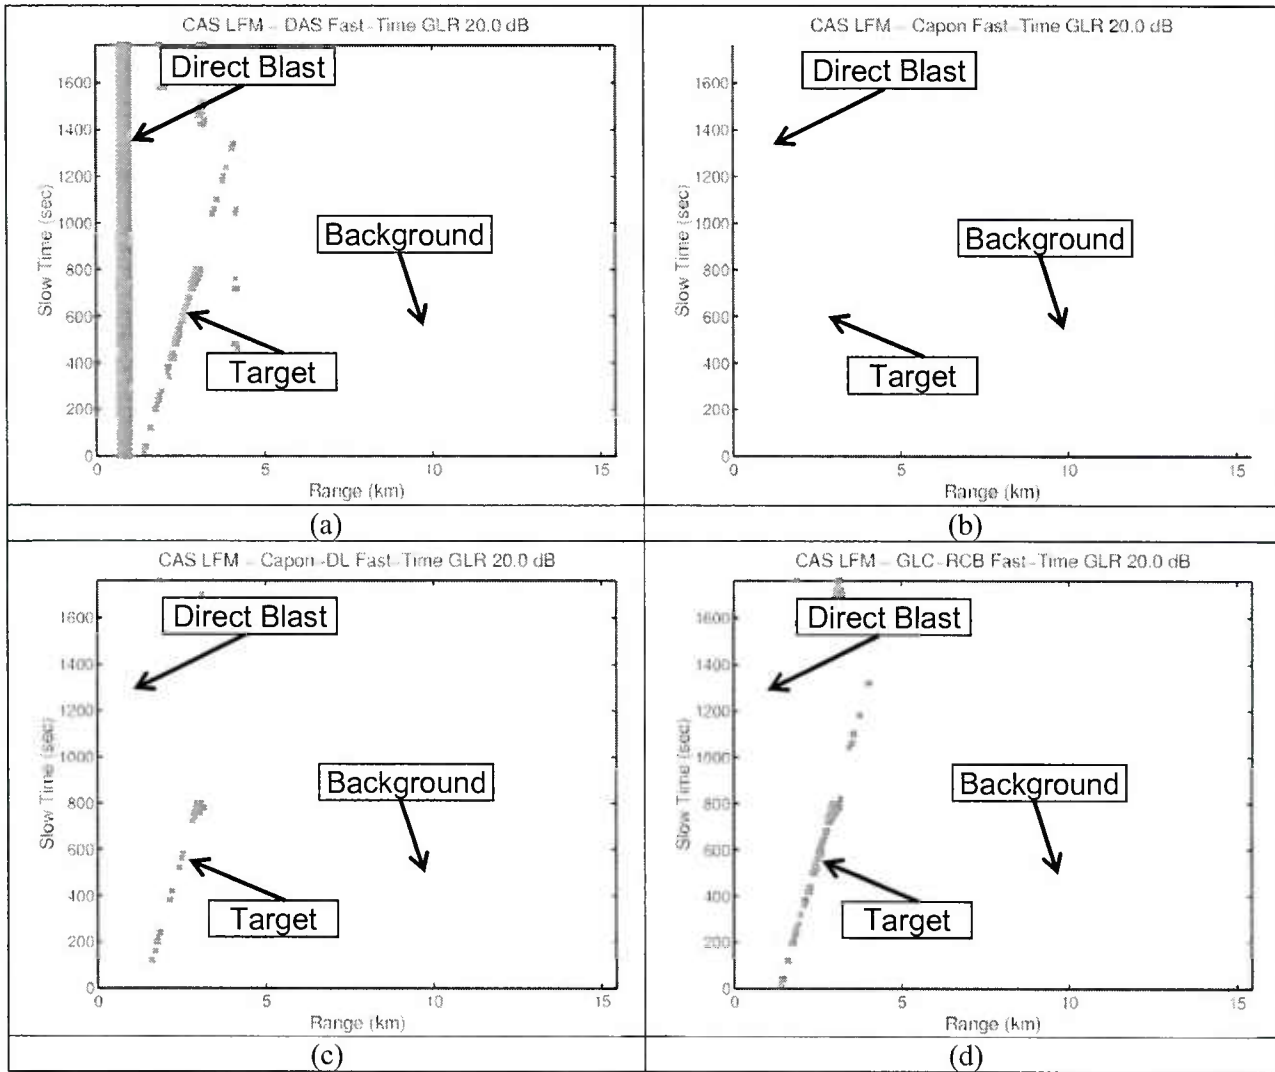 CAS LFM - DAS Fast-Time GLR 20.0 dB
Direct Blast
Background
Target
Slow Time (sec)
1600
1400
1200
1000
800
600
400
200
0
0 5 10 15
Range (km)
(a)
CAS LFM - Capon Fast-Time GLR 20.0 dB
Direct Blast
Background
Target
Slow Time (sec)
1600
1400
1200
1000
800
600
400
200
0
0 5 10 15
Range (km)
(b)
CAS LFM - Capon-DL Fast-Time GLR 20.0 dB
Direct Blast
Background
Target
Slow Time (sec)
1600
1400
1200
1000
800
600
400
200
0
0 5 10 15
Range (km)
(c)
CAS LFM - GLC-RCB Fast-Time GLR 20.0 dB
Direct Blast
Background
Target
Slow Time (sec)
1600
1400
1200
1000
800
600
400
200
0
0 5 10 15
Range (km)
(d)